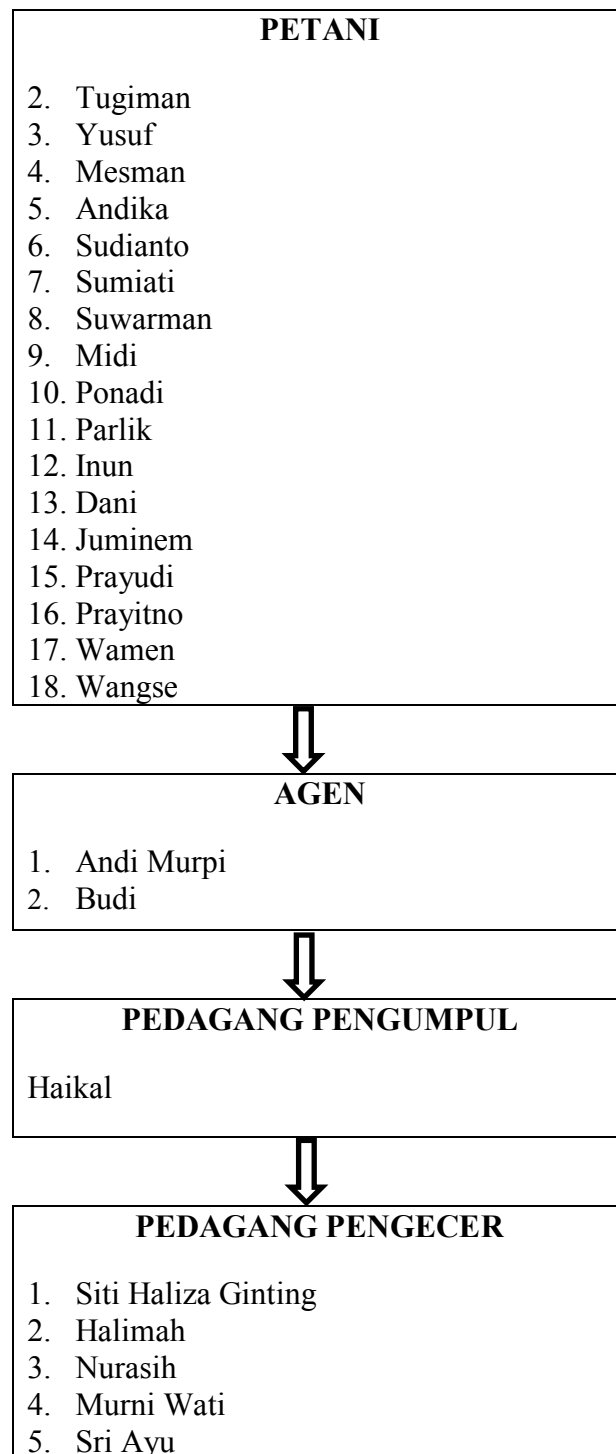 PETANI
2. Tugiman
3. Yusuf
4. Mesman
5. Andika
6. Sudianto
7. Sumiati
8. Suwarman
9. Midi
10. Ponadi
11. Parlik
12. Inun
13. Dani
14. Juminem
15. Prayudi
16. Prayitno
17. Wamen
18. Wangse
AGEN
1. Andi Murpi
2. Budi
PEDAGANG PENGUMPUL
Haikal
PEDAGANG PENGECER
1. Siti Haliza Ginting
2. Halimah
3. Nurasih
4. Murni Wati
5. Sri Ayu